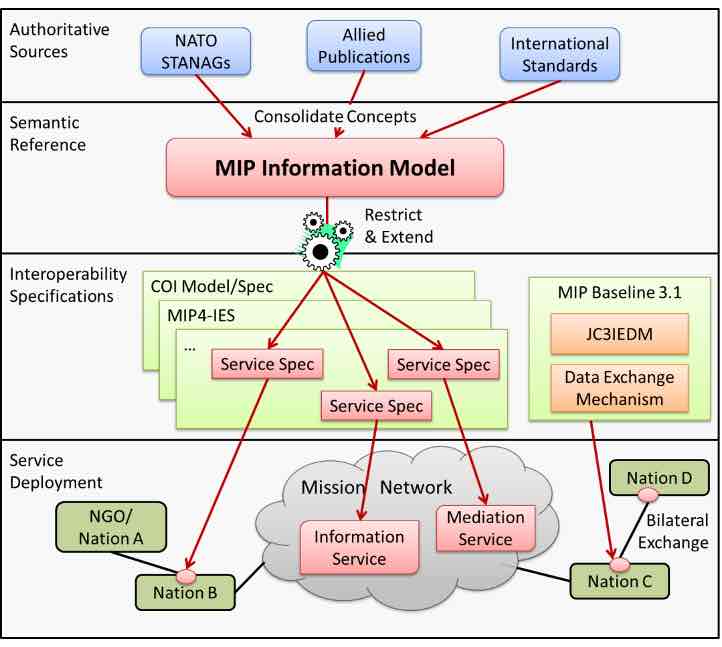 Authoritative
Sources
NATO
STANAGs
Allied
Publications
International
Standards
Semantic
Reference
Consolidate Concepts
MIP Information Model
Restrict
& Extend
Interoperability
Specifications
COI Model/Spec
MIP4-IES
...
Service Spec
Service Spec
Service Spec
MIP Baseline 3.1
JC3IEDM
Data Exchange
Mechanism
Service
Deployment
NGO/
Nation A
Nation B
Mission Network
Information
Service
Mediation
Service
Nation D
Bilateral
Exchange
Nation C